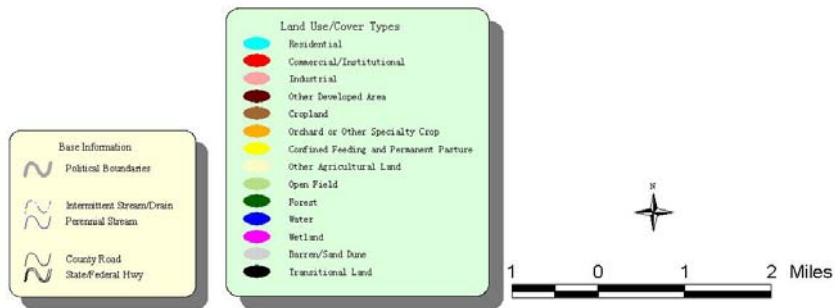 Land Use/Cover Types
Residential
Commercial/Institutional
Industrial
Other Developed Area
Cropland
Orchard or Other Specialty Crop
Confined Feeding and Permanent Pasture
Other Agricultural Land
Open Field
Forest
Water
Wetland
Barren/Sand Dune
Transitional Land
Base Information
Political Boundaries
Intermittent Stream/Drain
Perennial Stream
County Road
State/Federal Hwy
N
1 0 1 2 Miles